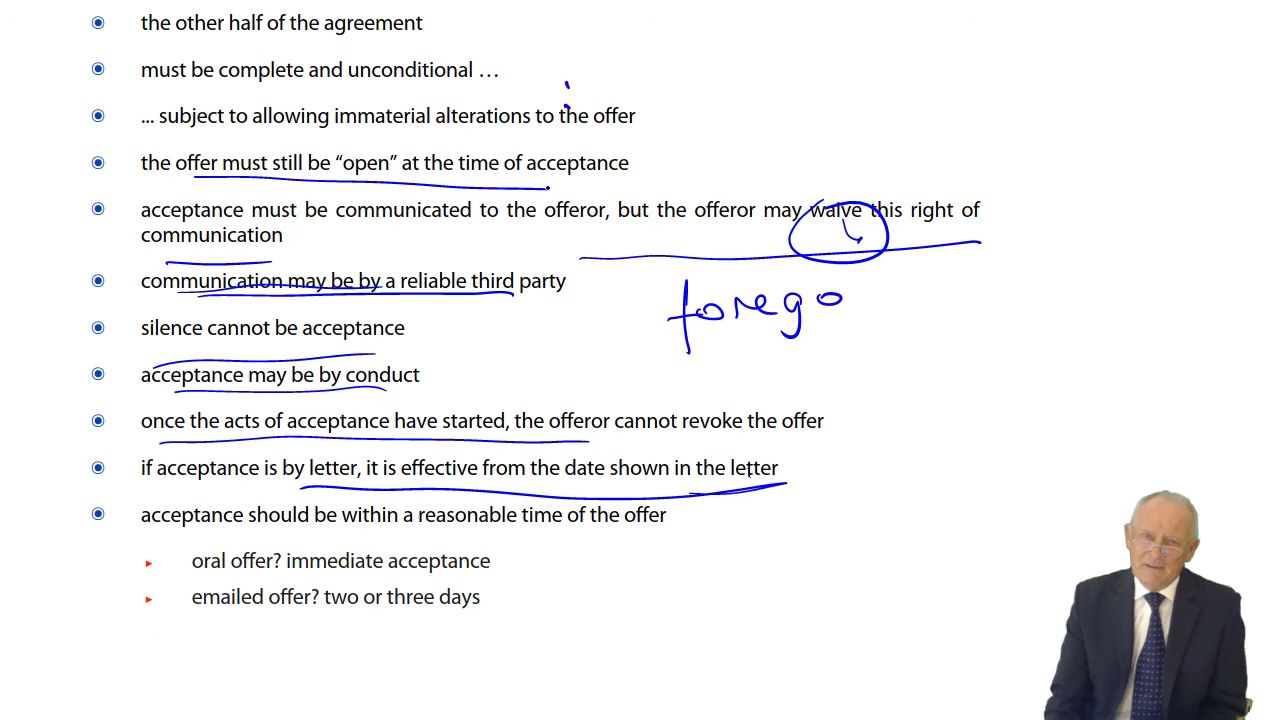 the other half of the agreement
must be complete and unconditional …
... subject to allowing immaterial alterations to the offer
the offer must still be “open” at the time of acceptance
acceptance must be communicated to the offeror, but the offeror may waive this right of
communication
communication may be by a reliable third party
forego
silence cannot be acceptance
acceptance may be by conduct
once the acts of acceptance have started, the offeror cannot revoke the offer
if acceptance is by letter, it is effective from the date shown in the letter
acceptance should be within a reasonable time of the offer
oral offer? immediate acceptance
emailed offer? two or three days